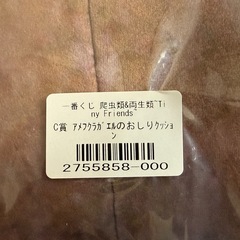 一番くじ 爬虫類&両生類~Ti
ny Friends~
C賞 ｱﾒﾌｸﾗｶﾞｴﾙのおしりｸｯｼｮ
ﾝ
2755858-000